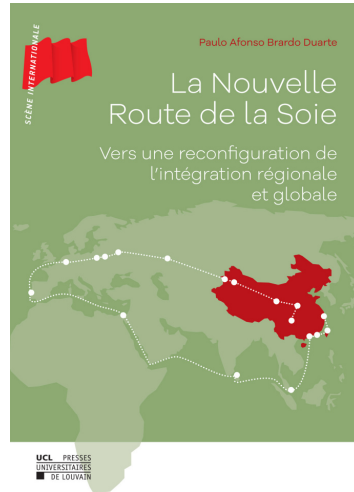 SCÈNE INTERNATIONALE
Paulo Afonso Brardo Duarte
La Nouvelle
Route de la Soie
Vers une reconfiguration de
l'intégration régionale
et globale
UCL PRESSES
UNIVERSITAIRES
DE LOUVAIN